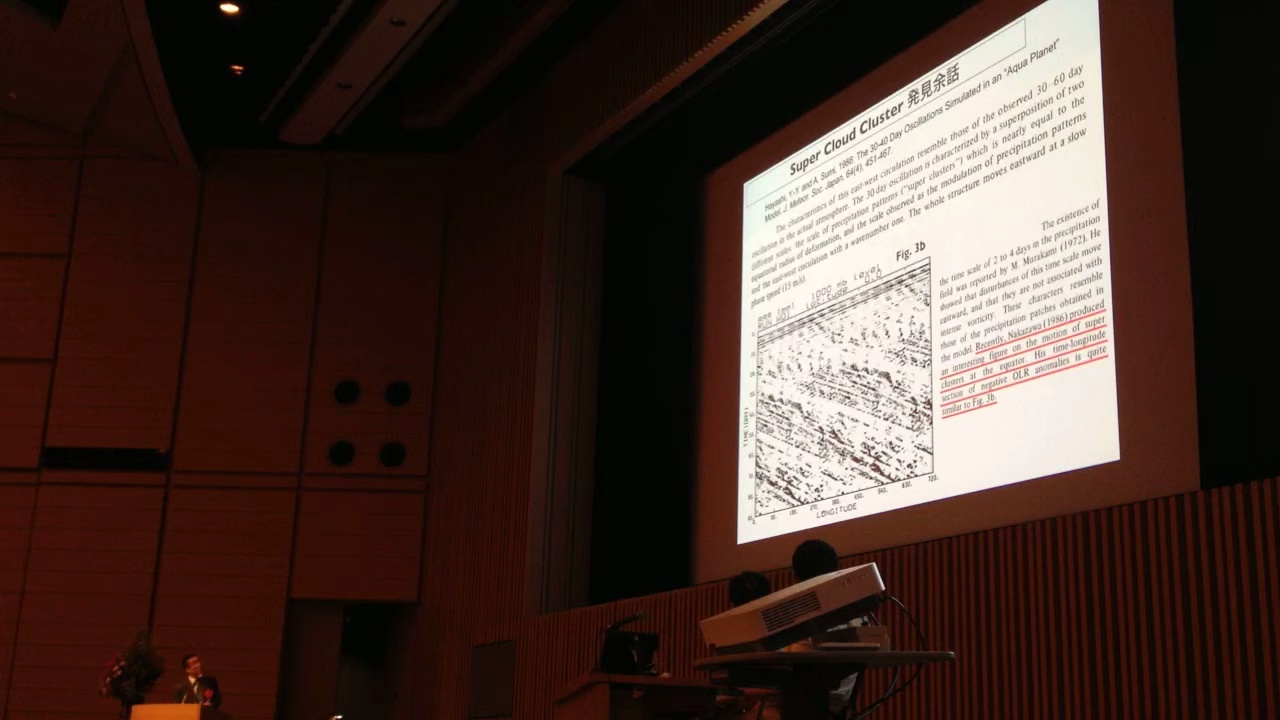 Super Cloud Cluster 発見余話
Hayashi, Y-Y and A. Sumi, 1986: The 30-40 Day Oscillations Simulated in an "Aqua Planet"
Model. J. Meteor. Soc. Japan, 64(4), 451-467.
The characteristics of this east-west circulation resemble those of the observed 30–60 day
oscillation in the actual atmosphere. The 30 day oscillation is characterized by a superposition of two
different scales: the scale of precipitation patterns ("super clusters") which is nearly equal to the
equatorial radius of deformation, and the scale observed as the modulation of precipitation patterns
and the east-west circulation with a wavenumber one. The whole structure moves eastward at a slow
phase speed (15 m/s).
Fig. 3b
1000 mb Level
Latitude 0.0
TIME (DAY)
LONGITUDE
720.
The existence of
the time scale of 2 to 4 days in the precipitation
field was reported by M. Murakami (1972). He
showed that disturbances of this time scale move
eastward, and that they are not associated with
intense vorticity. These characters resemble
those of the precipitation patches obtained in
the model. Recently, Nakazawa (1986) produced
an interesting figure on the motion of super
clusters at the equator. His time-longitude
section of negative OLR anomalies is quite
similar to Fig. 3b.